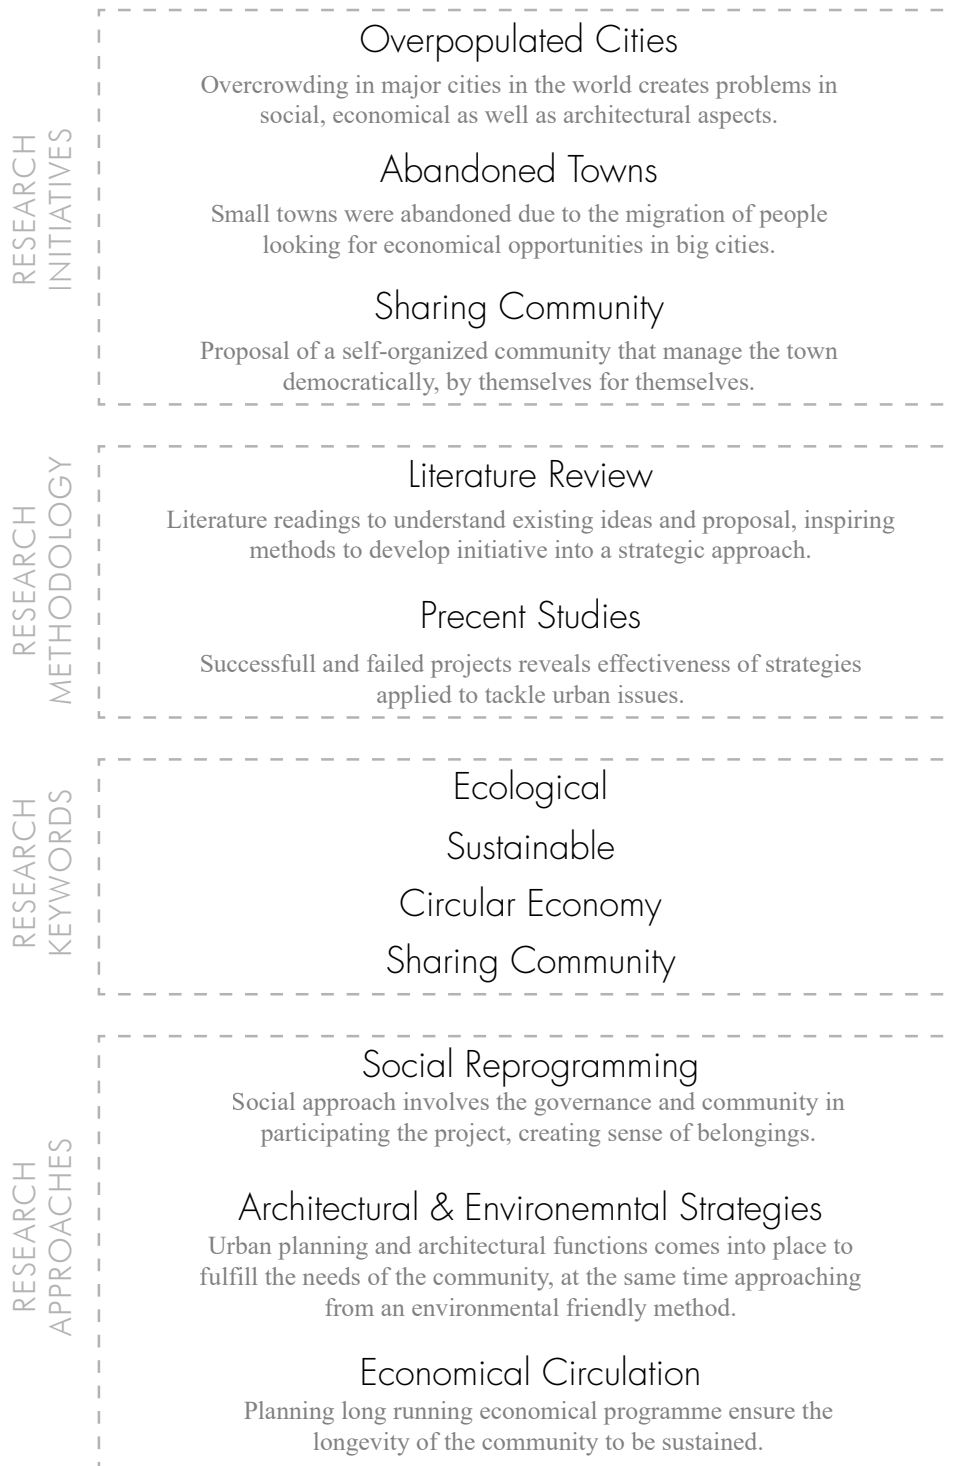 RESEARCH
INITIATIVES
Overpopulated Cities
Overcrowding in major cities in the world creates problems in
social, economical as well as architectural aspects.
Abandoned Towns
Small towns were abandoned due to the migration of people
looking for economical opportunities in big cities.
Sharing Community
Proposal of a self-organized community that manage the town
democratically, by themselves for themselves.
RESEARCH
METHODOLOGY
Literature Review
Literature readings to understand existing ideas and proposal, inspiring
methods to develop initiative into a strategic approach.
Precent Studies
Successfull and failed projects reveals effectiveness of strategies
applied to tackle urban issues.
RESEARCH
KEYWORDS
Ecological
Sustainable
Circular Economy
Sharing Community
RESEARCH
APPROACHES
Social Reprogramming
Social approach involves the governance and community in
participating the project, creating sense of belongings.
Architectural & Environemntal Strategies
Urban planning and architectural functions comes into place to
fulfill the needs of the community, at the same time approaching
from an environmental friendly method.
Economical Circulation
Planning long running economical programme ensure the
longevity of the community to be sustained.